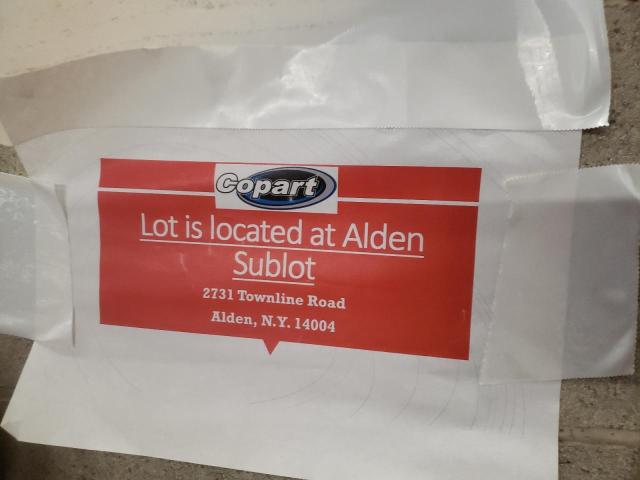 Copart
Lot is located at Alden
Sublot
2731 Townline Road
Alden, N.Y. 14004